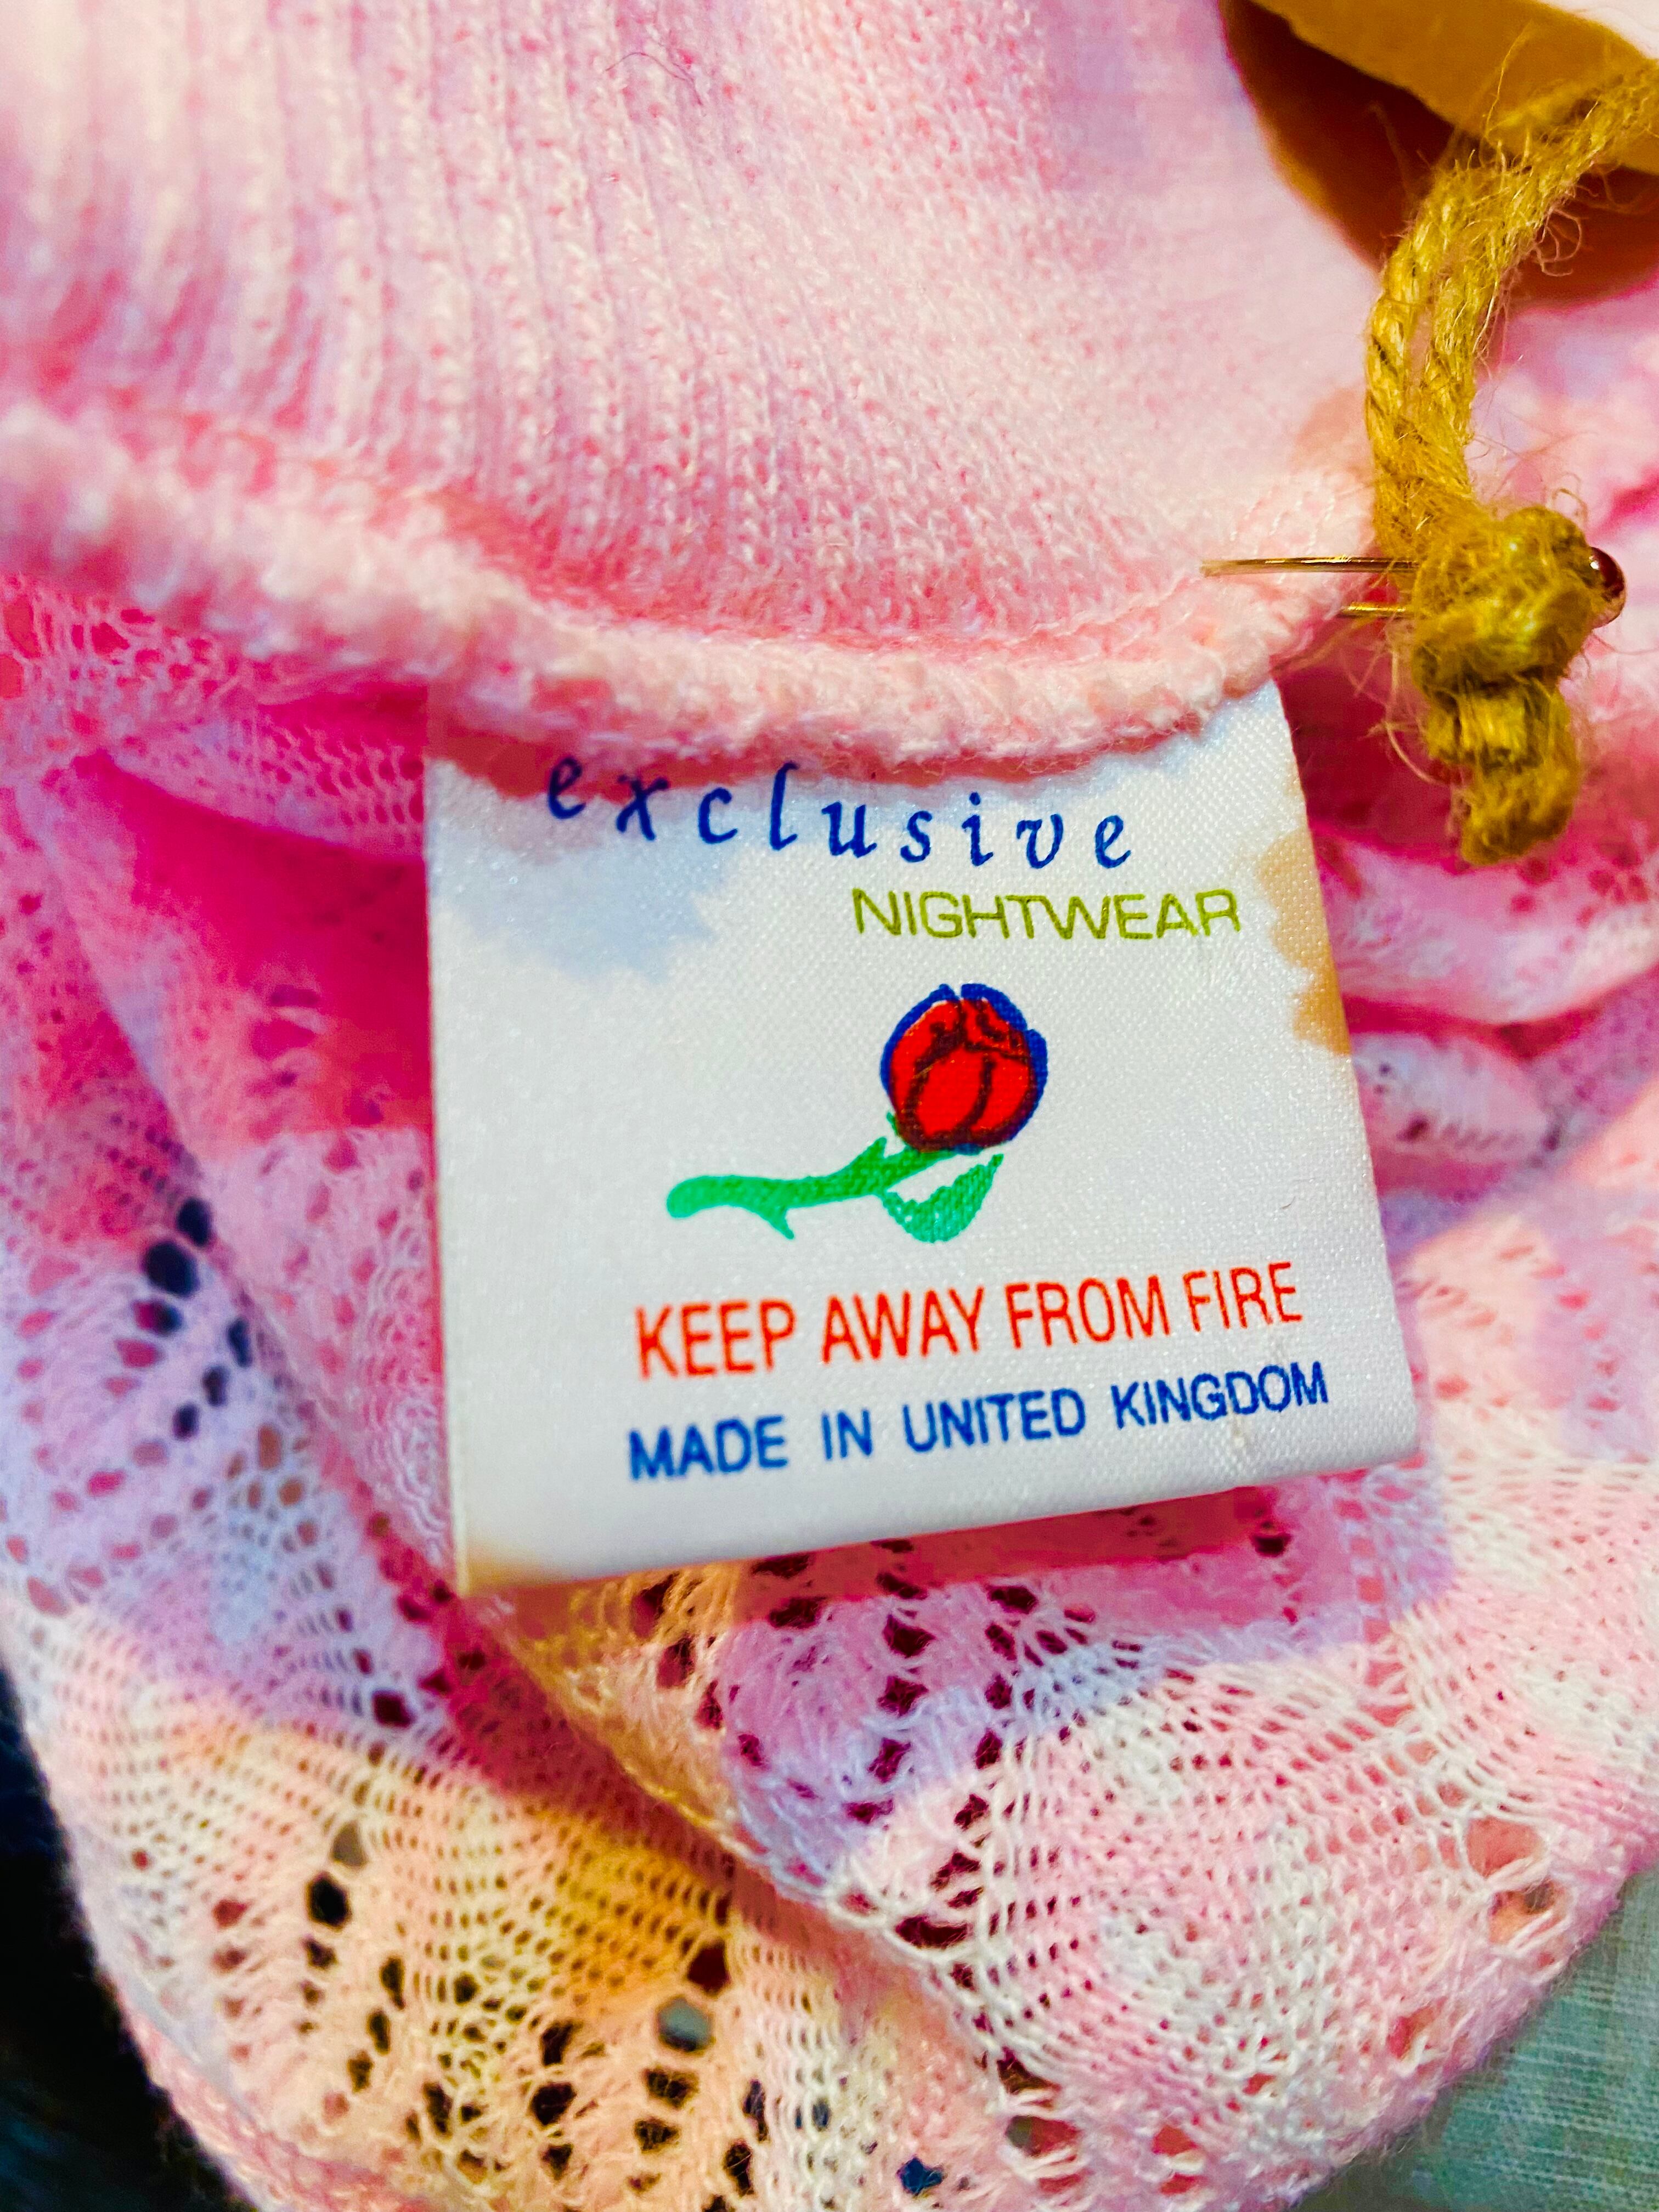 exclusive
NIGHTWEAR
KEEP AWAY FROM FIRE
MADE IN UNITED KINGDOM